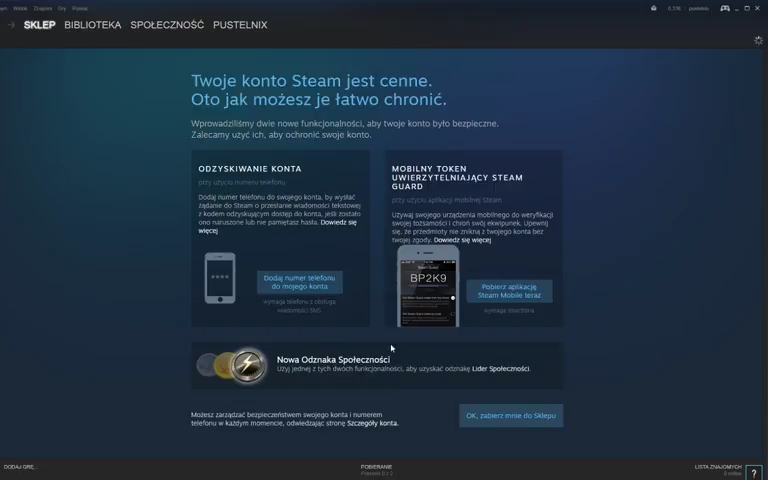 Widok Znajomi Gry Pomoc
pustelnix
SKLEP BIBLIOTEKA SPOŁECZNOŚĆ PUSTELNIX
Twoje konto Steam jest cenne.
Oto jak możesz je łatwo chronić.
Wprowadziliśmy dwie nowe funkcjonalności, aby twoje konto było bezpieczne.
Zalecamy użyć ich, aby ochronić swoje konto.
ODZYSKIWANIE KONTA
przy użyciu numeru telefonu
Dodaj numer telefonu do swojego konta, by wysłać
żądanie do Steam o przesłanie wiadomości tekstowej
z kodem odzyskującym dostęp do konta, jeśli zostało
ono naruszone lub nie pamiętasz hasła. Dowiedz się
więcej
Dodaj numer telefonu
do mojego konta
wymaga telefonu z obsługą
wiadomości SMS
MOBILNY TOKEN
UWIERZYTELNIAJĄCY STEAM
GUARD
przy użyciu aplikacji mobilnej Steam
Używaj swojego urządzenia mobilnego do weryfikacji
swojej tożsamości i chroń swój ekwipunek. Upewnij
się, że przedmioty nie znikną z twojego konta bez
twojej zgody. Dowiedz się więcej
BP2K9
Pobierz aplikację
Steam Mobile teraz
wymaga smartfona
Nowa Odznaka Społeczności
Użyj jednej z tych dwóch funkcjonalności, aby uzyskać odznakę Lider Społeczności.
Możesz zarządzać bezpieczeństwem swojego konta i numerem
telefonu w każdym momencie, odwiedzając stronę Szczegóły konta.
OK, zabierz mnie do Sklepu
DODAJ GRĘ...
POBIERANIE
LISTA ZNAJOMYCH
?